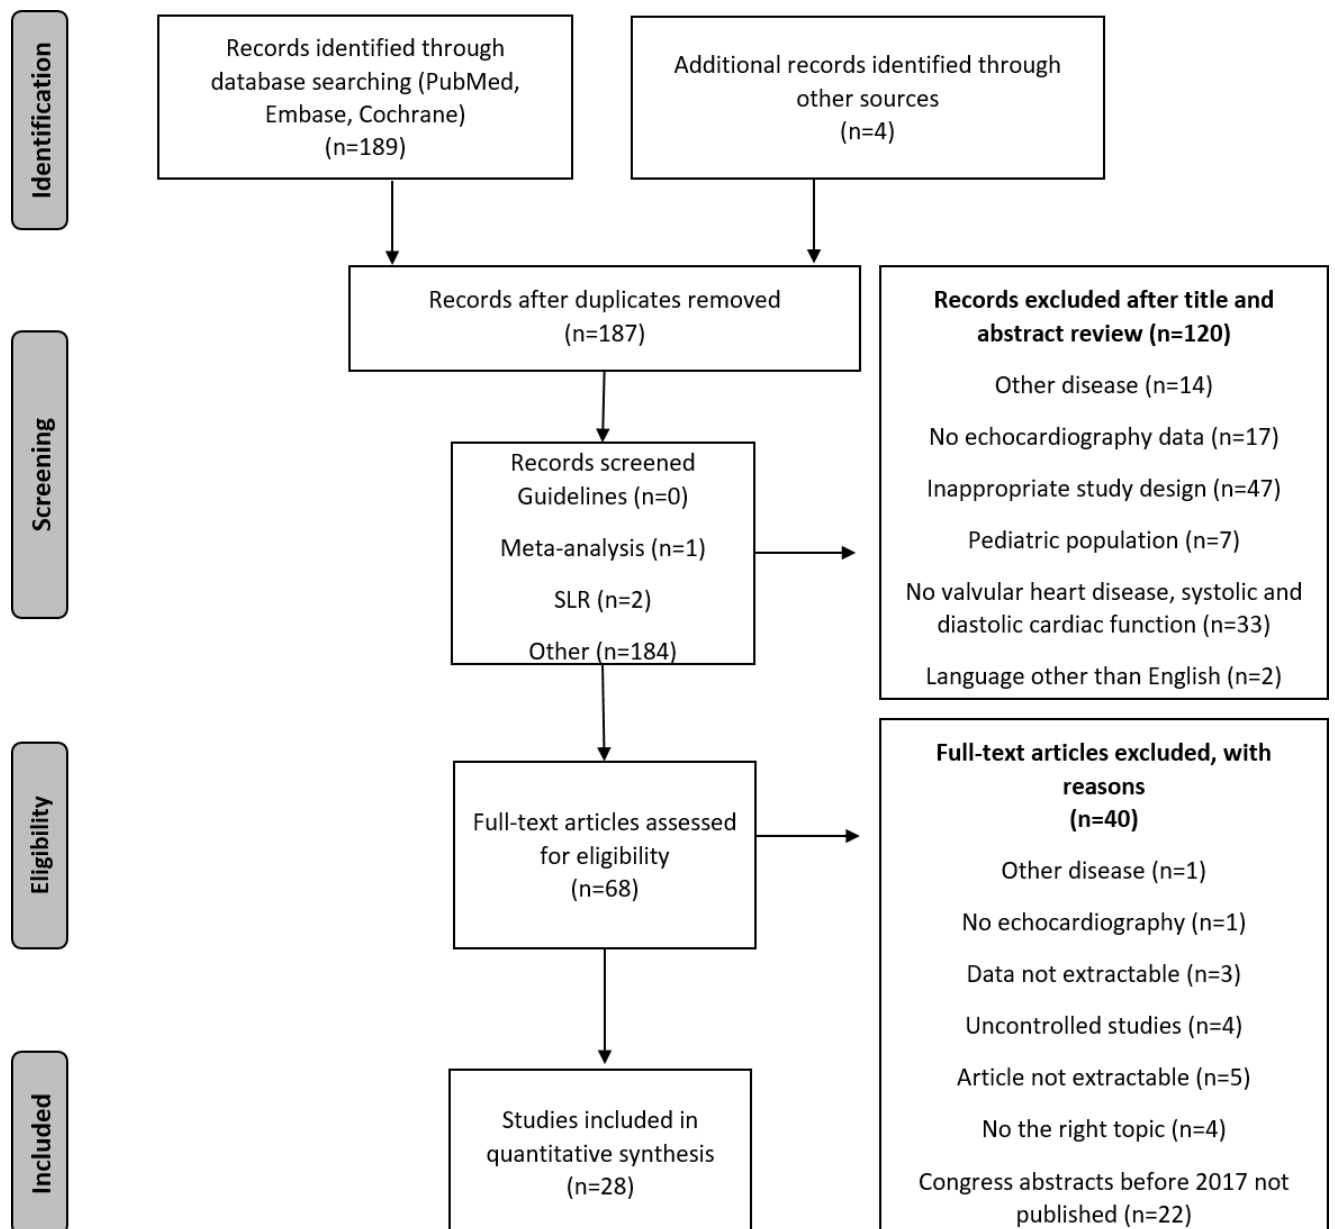 Identification
Records identified through
database searching (PubMed,
Embase, Cochrane)
(n=189)
Additional records identified through
other sources
(n=4)
Screening
Records after duplicates removed
(n=187)
Records screened
Guidelines (n=0)
Meta-analysis (n=1)
SLR (n=2)
Other (n=184)
Records excluded after title and
abstract review (n=120)
Other disease (n=14)
No echocardiography data (n=17)
Inappropriate study design (n=47)
Pediatric population (n=7)
No valvular heart disease, systolic and
diastolic cardiac function (n=33)
Language other than English (n=2)
Eligibility
Full-text articles assessed
for eligibility
(n=68)
Full-text articles excluded, with
reasons
(n=40)
Other disease (n=1)
No echocardiography (n=1)
Data not extractable (n=3)
Uncontrolled studies (n=4)
Article not extractable (n=5)
No the right topic (n=4)
Congress abstracts before 2017 not
published (n=22)
Included
Studies included in
quantitative synthesis
(n=28)